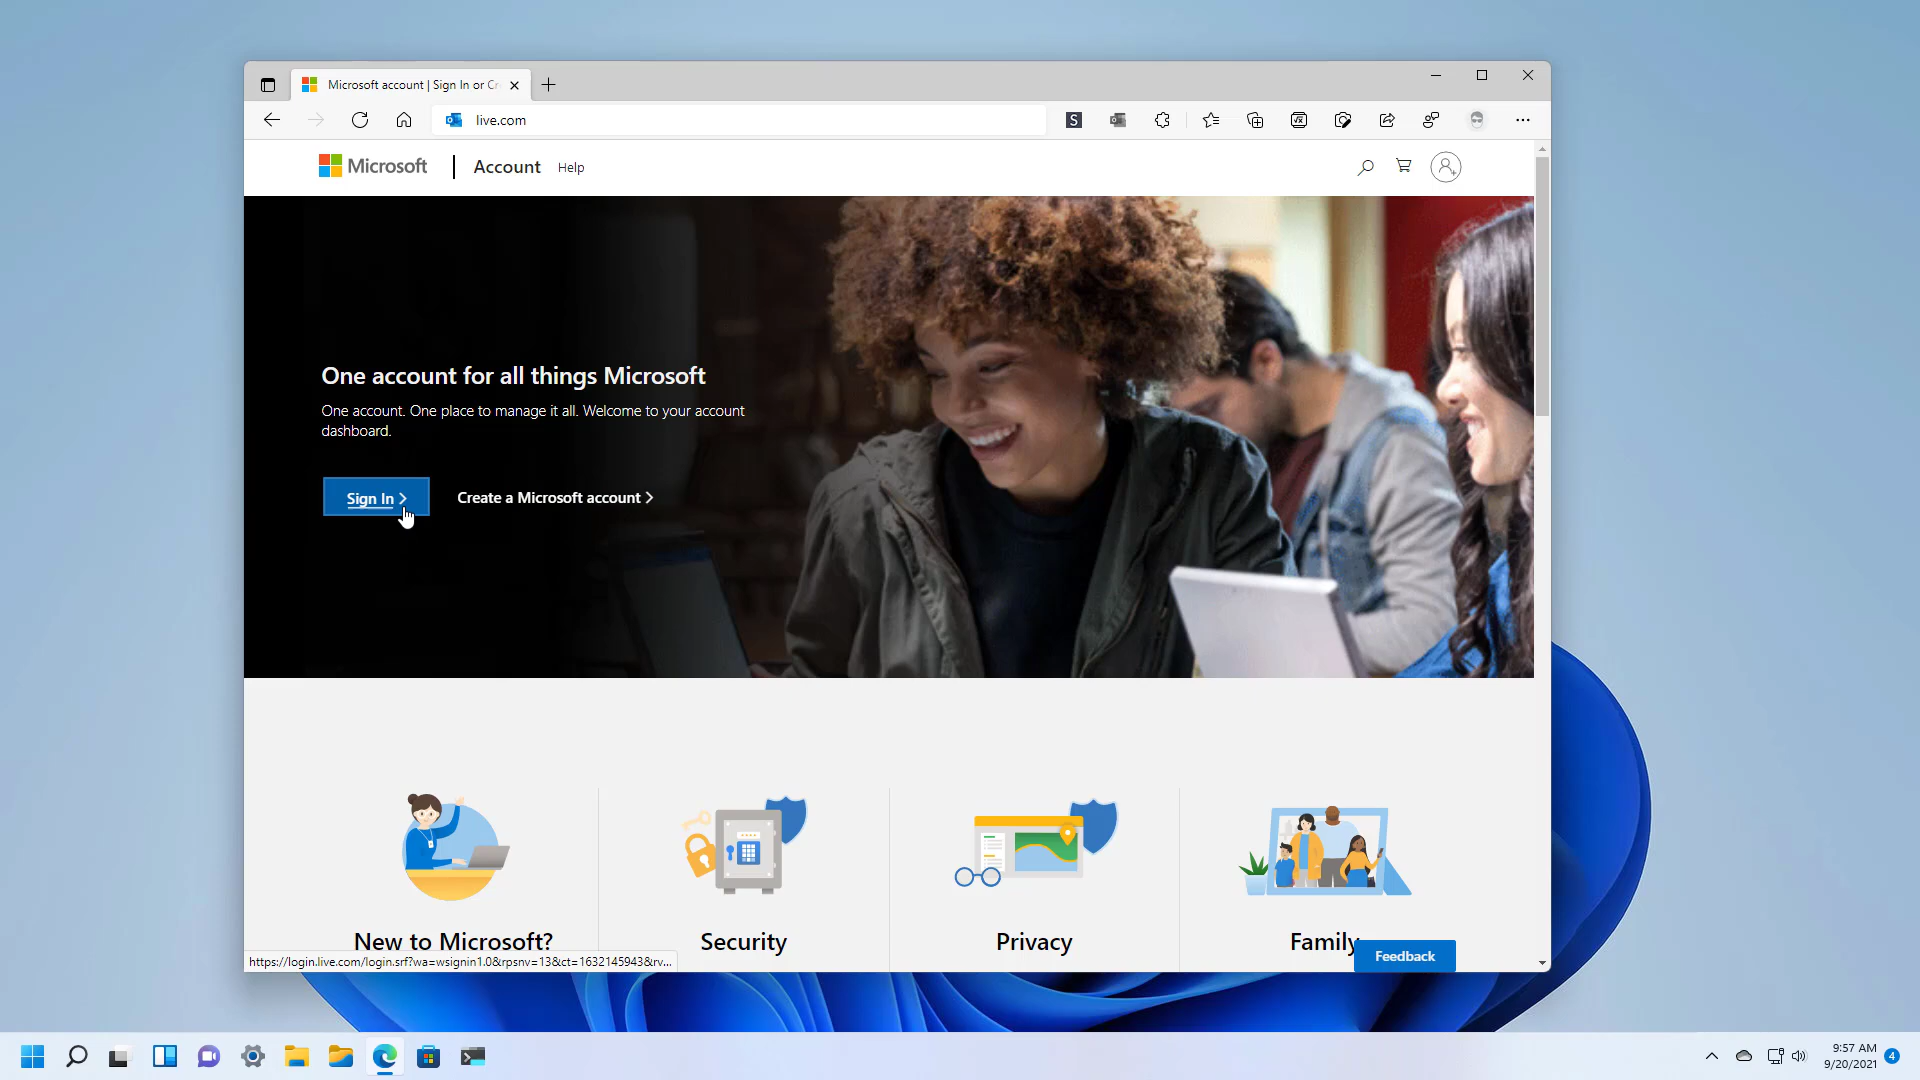 Microsoft account | Sign In or Cr
live.com
Microsoft
Account
Help
One account for all things Microsoft
One account. One place to manage it all. Welcome to your account
dashboard.
Sign In
Create a Microsoft account
New to Microsoft?
Security
Privacy
Family
Feedback
https://login.live.com/login.srf?wa=wsignin1.0&rpsnv=13&ct=1632145943&rv...
9:57 AM
9/20/2021
4
S